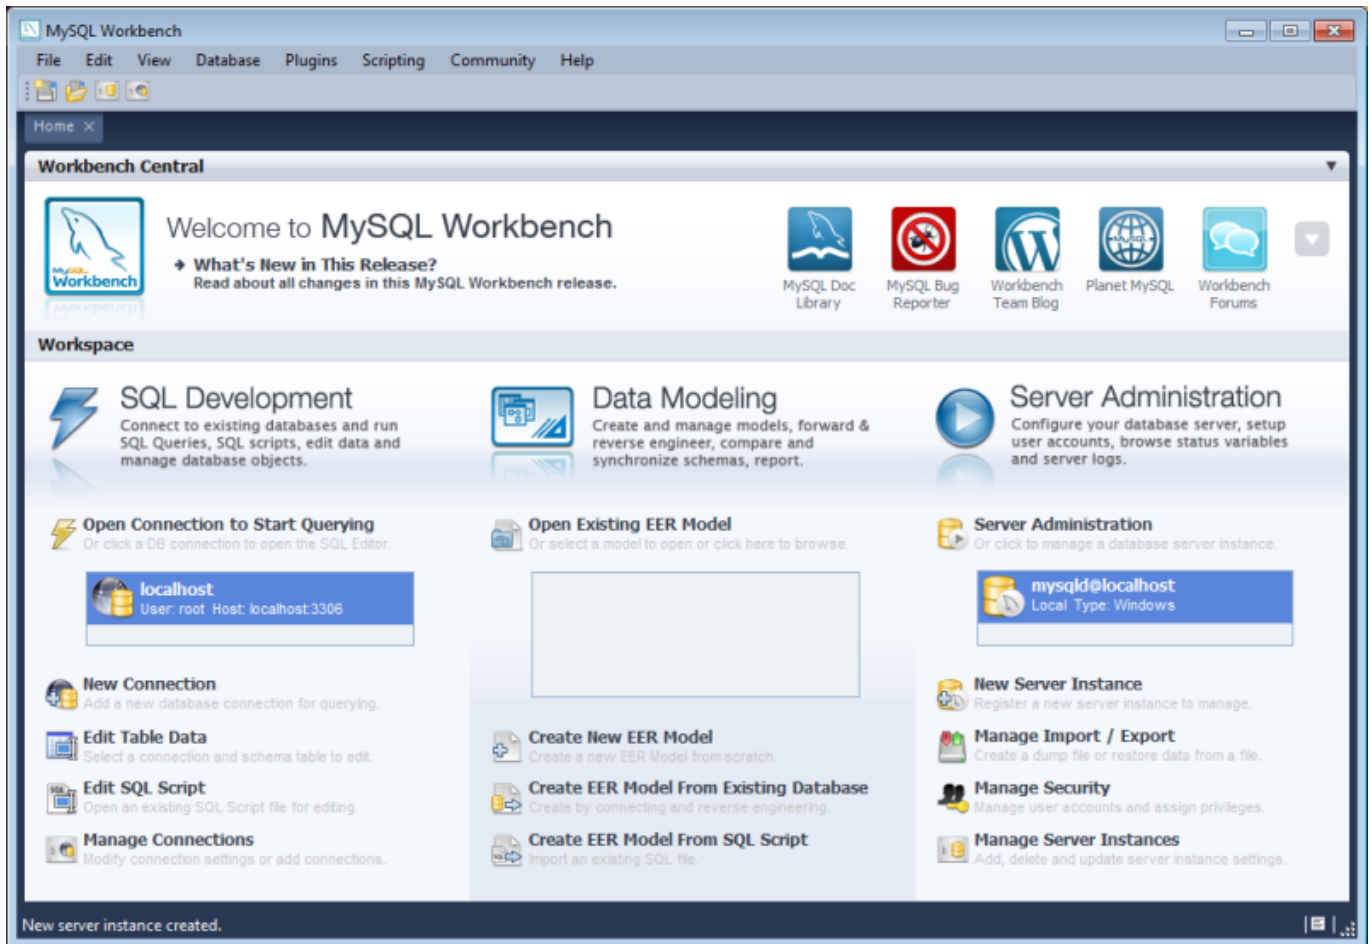 MySQL Workbench
File Edit View Database Plugins Scripting Community Help
Home
Workbench Central
MySQL
Workbench
Welcome to MySQL Workbench
What's New in This Release?
Read about all changes in this MySQL Workbench release.
MySQL Doc
Library
MySQL Bug
Reporter
Workbench
Team Blog
MySQL
Planet MySQL
Workbench
Forums
Workspace
SQL Development
Connect to existing databases and run
SQL Queries, SQL scripts, edit data and
manage database objects.
Open Connection to Start Querying
Or click a DB connection to open the SQL Editor.
localhost
User: root Host: localhost:3306
New Connection
Add a new database connection for querying.
Edit Table Data
Select a connection and schema table to edit.
Edit SQL Script
Open an existing SQL Script file for editing.
Manage Connections
Modify connection settings or add connections.
Data Modeling
Create and manage models, forward &
reverse engineer, compare and
synchronize schemas, report.
Open Existing EER Model
Or select a model to open or click here to browse.
Create New EER Model
Create a new EER Model from scratch.
Create EER Model From Existing Database
Create by connecting and reverse engineering.
Create EER Model From SQL Script
Import an existing SQL file.
Server Administration
Configure your database server, setup
user accounts, browse status variables
and server logs.
Server Administration
Or click to manage a database server instance.
mysqld@localhost
Local Type: Windows
New Server Instance
Register a new server instance to manage.
Manage Import / Export
Create a dump file or restore data from a file.
Manage Security
Manage user accounts and assign privileges.
Manage Server Instances
Add, delete and update server instance settings.
New server instance created.